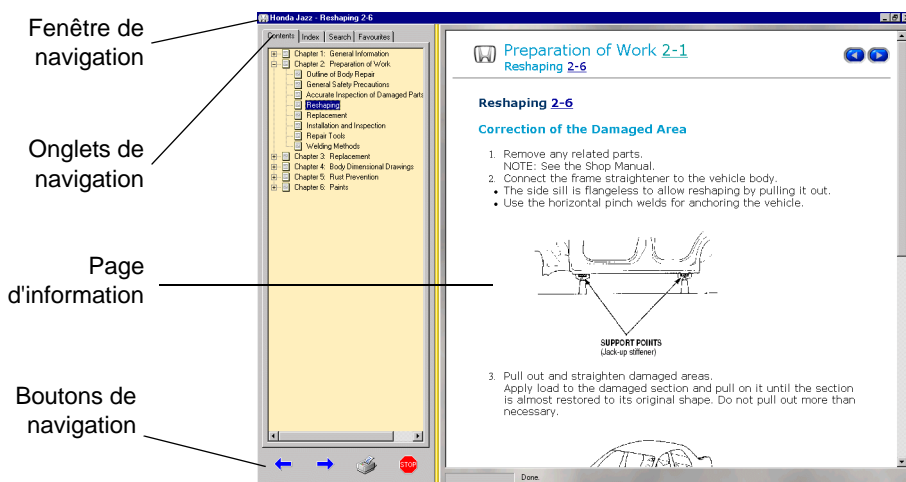 Fenêtre de
navigation
Onglets de
navigation
Page
d'information
Boutons de
navigation
Honda Jazz - Reshaping 2-6
Contents Index Search Favourites
Chapter 1: General Information
Chapter 2: Preparation of Work
Outline of Body Repair
General Safety Precautions
Accurate Inspection of Damaged Parts
Reshaping
Replacement
Installation and Inspection
Repair Tools
Welding Methods
Chapter 3: Replacement
Chapter 4: Body Dimensional Drawings
Chapter 5: Rust Prevention
Chapter 6: Paints
STOP
Preparation of Work 2-1
Reshaping 2-6
Reshaping 2-6
Correction of the Damaged Area
1. Remove any related parts.
NOTE: See the Shop Manual.
2. Connect the frame straightener to the vehicle body.
• The side sill is flangeless to allow reshaping by pulling it out.
• Use the horizontal pinch welds for anchoring the vehicle.
SUPPORT POINTS
(Jack-up stiffener)
3. Pull out and straighten damaged areas.
Apply load to the damaged section and pull on it until the section
is almost restored to its original shape. Do not pull out more than
necessary.
Done.